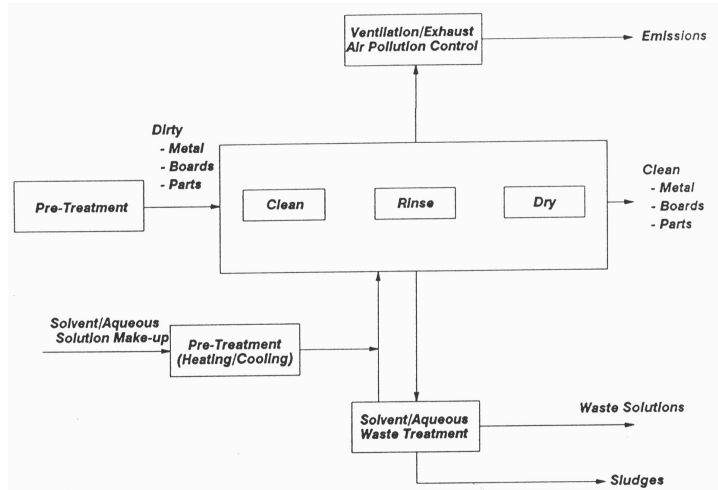 Ventilation/Exhaust
Air Pollution Control
Emissions
Dirty
- Metal
- Boards
- Parts
Pre-Treatment
Clean
Rinse
Dry
Clean
- Metal
- Boards
- Parts
Solvent/Aqueous
Solution Make-up
Pre-Treatment
(Heating/Cooling)
Solvent/Aqueous
Waste Treatment
Waste Solutions
Sludges